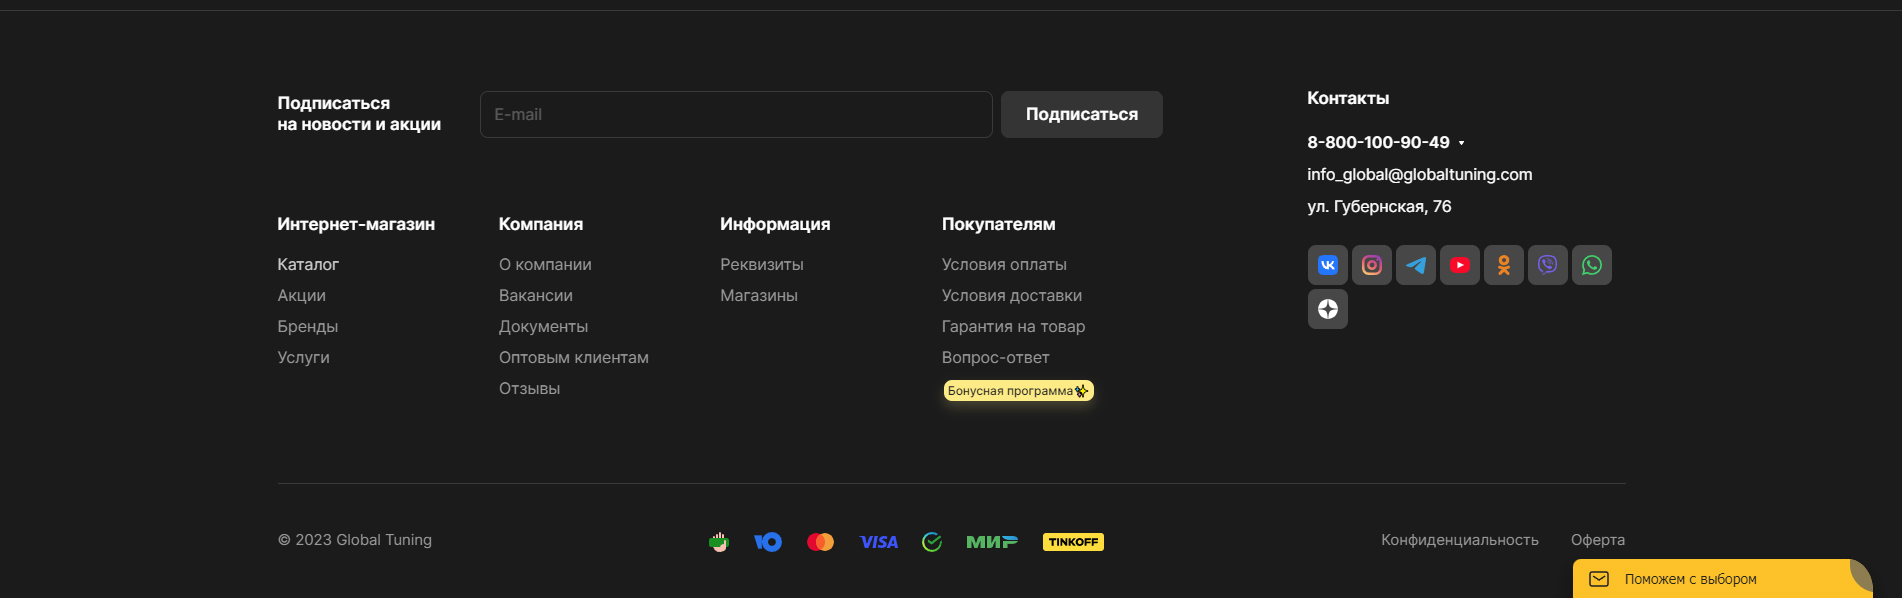 Подписаться
на новости и акции
E-mail
Подписаться
Интернет-магазин
Каталог
Акции
Бренды
Услуги
Компания
О компании
Вакансии
Документы
Оптовым клиентам
Отзывы
Информация
Реквизиты
Магазины
Покупателям
Условия оплаты
Условия доставки
Гарантия на товар
Вопрос-ответ
Бонусная программа
Контакты
8-800-100-90-49
info_global@globaltuning.com
ул. Губернская, 76
© 2023 Global Tuning
VISA
МИР
TINKOFF
Конфиденциальность
Оферта
Поможем с выбором